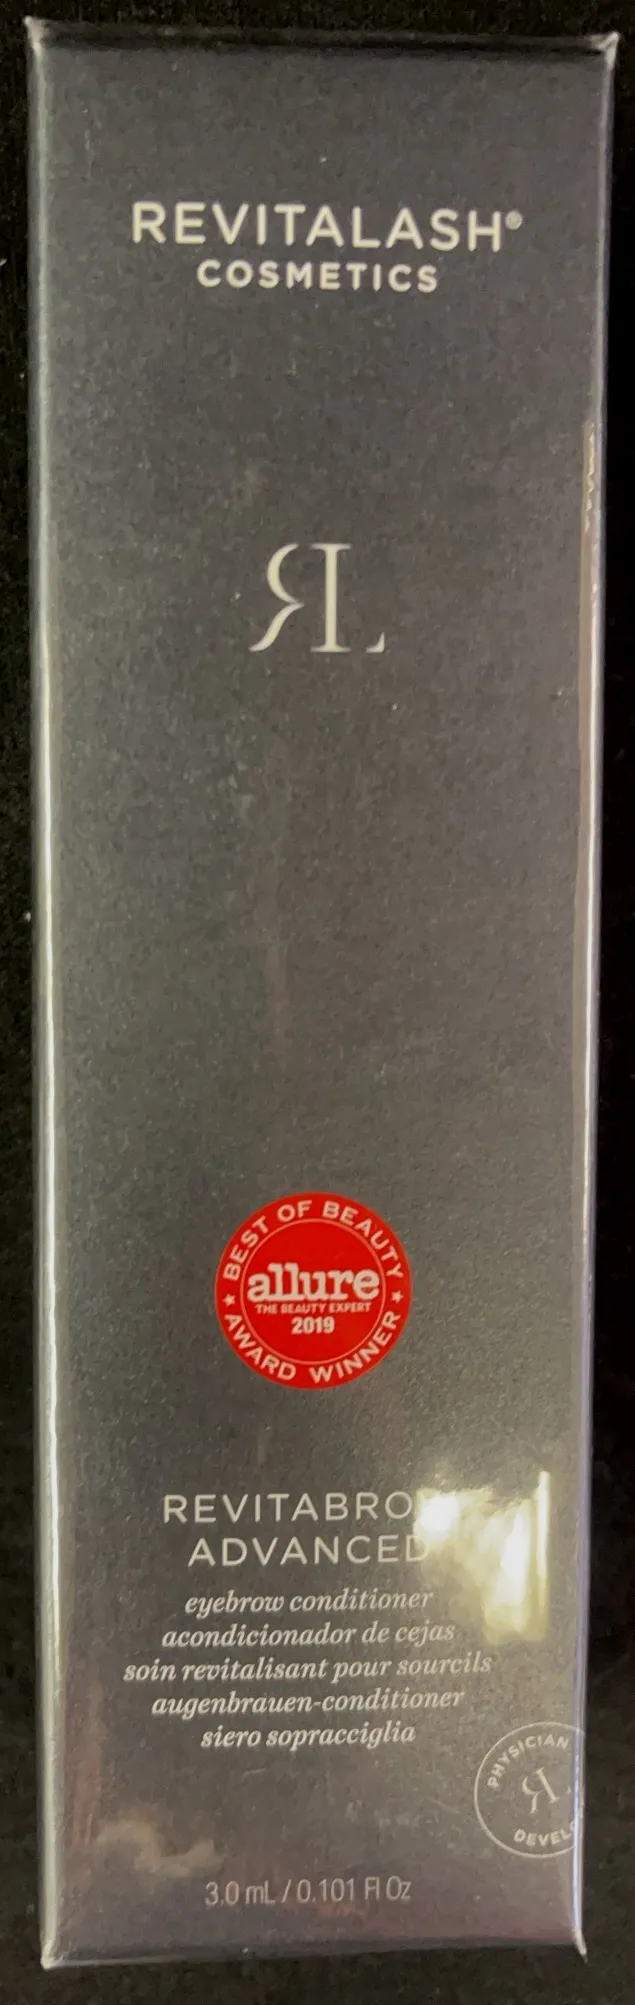 REVITALASH®
COSMETICS
RL
BEST OF BEAUTY
allure
THE BEAUTY EXPERT
2019
AWARD WINNER
ADVANCED
eyebrow conditioner
acondicionador de cejas
soin revitalisant pour sourcils
augenbrauen-conditioner
siero sopracciglia
PHYSICIAN
RL
3.0 mL / 0.101 Fl Oz